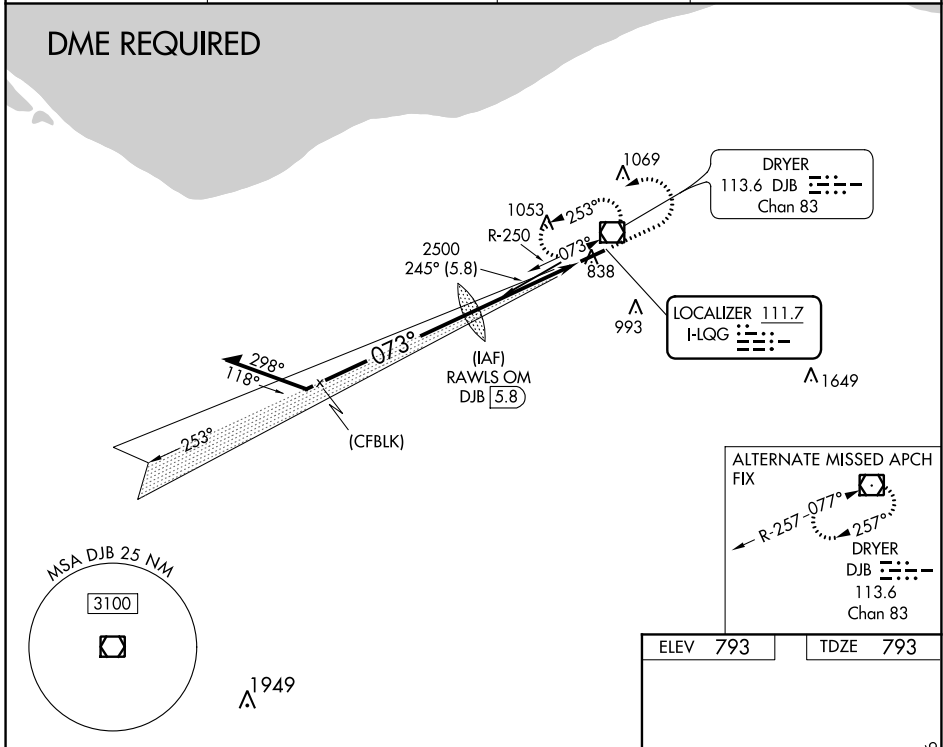 DME REQUIRED
1069
DRYER
113.6 DJB
Chan 83
1053
253°
R-250
073°
2500
245° (5.8)
838
LOCALIZER 111.7
I-LQG
993
073°
(IAF)
RAWLS OM
DJB 5.8
298°
118°
1649
(CFBLK)
253°
ALTERNATE MISSED APCH
FIX
R-257
077°
257°
DRYER
DJB
113.6
Chan 83
MSA DJB 25 NM
3100
1949
ELEV 793
TDZE 793